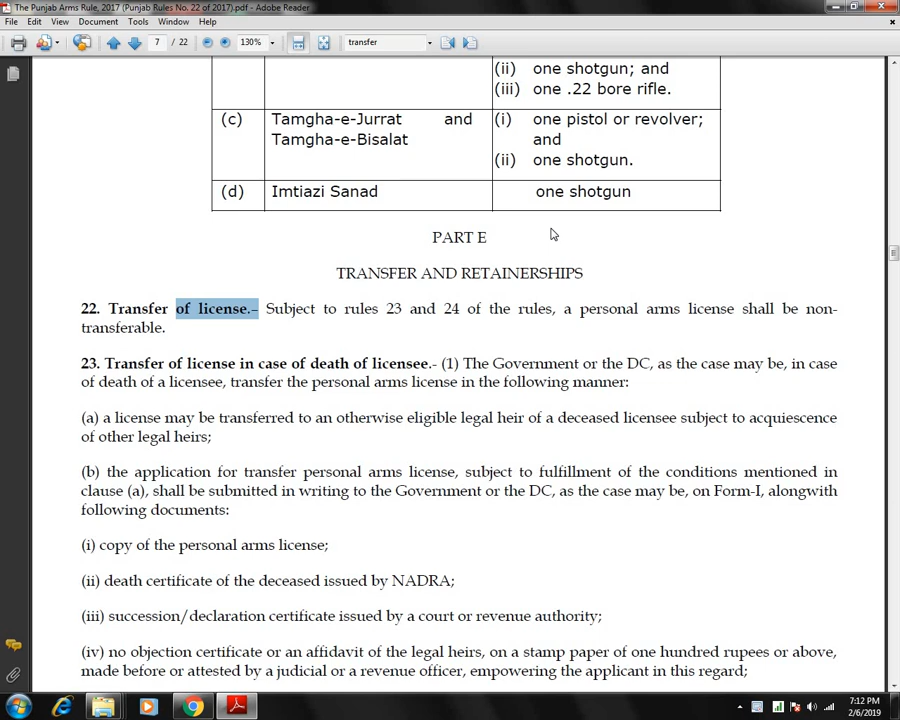 The Punjab Arms Rule, 2017 (Punjab Rules No. 22 of 2017).pdf - Adobe Reader
File Edit View Document Tools Window Help
7 / 22 130% transfer
(ii) one shotgun; and
(iii) one .22 bore rifle.
(c) Tamgha-e-Jurrat and (i) one pistol or revolver;
Tamgha-e-Bisalat and
(ii) one shotgun.
(d) Imtiazi Sanad one shotgun
PART E
TRANSFER AND RETAINERSHIPS
22. Transfer of license.– Subject to rules 23 and 24 of the rules, a personal arms license shall be non-
transferable.
23. Transfer of license in case of death of licensee.- (1) The Government or the DC, as the case may be, in case
of death of a licensee, transfer the personal arms license in the following manner:
(a) a license may be transferred to an otherwise eligible legal heir of a deceased licensee subject to acquiescence
of other legal heirs;
(b) the application for transfer personal arms license, subject to fulfillment of the conditions mentioned in
clause (a), shall be submitted in writing to the Government or the DC, as the case may be, on Form-I, alongwith
following documents:
(i) copy of the personal arms license;
(ii) death certificate of the deceased issued by NADRA;
(iii) succession/declaration certificate issued by a court or revenue authority;
(iv) no objection certificate or an affidavit of the legal heirs, on a stamp paper of one hundred rupees or above,
made before or attested by a judicial or a revenue officer, empowering the applicant in this regard;
7:12 PM
2/6/2019